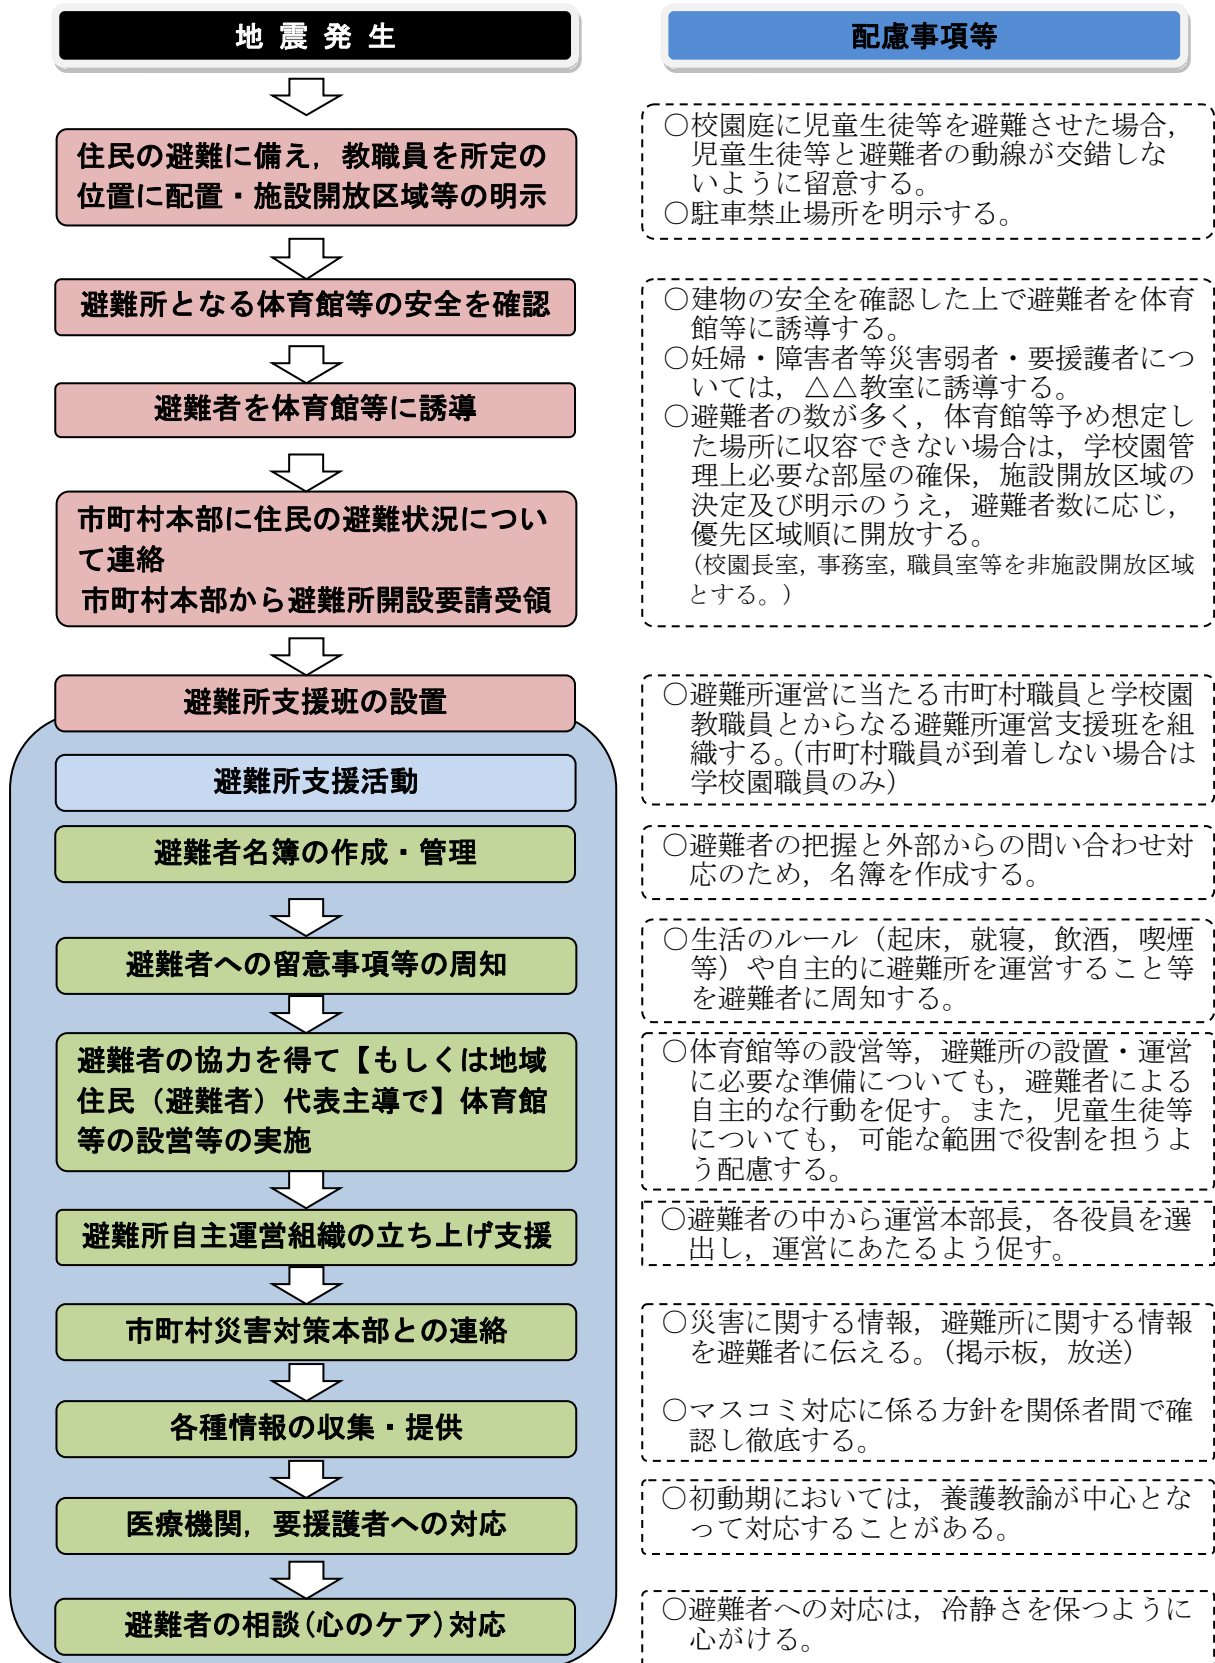 地 震 発 生
配慮事項等
住民の避難に備え，教職員を所定の
位置に配置・施設開放区域等の明示
○校園庭に児童生徒等を避難させた場合，
児童生徒等と避難者の動線が交錯しな
いように留意する。
○駐車禁止場所を明示する。
避難所となる体育館等の安全を確認
避難者を体育館等に誘導
市町村本部に住民の避難状況につい
て連絡
市町村本部から避難所開設要請受領
○建物の安全を確認した上で避難者を体育
館等に誘導する。
○妊婦・障害者等災害弱者・要援護者につ
いては，△△教室に誘導する。
○避難者の数が多く，体育館等予め想定し
た場所に収容できない場合は，学校園管
理上必要な部屋の確保，施設開放区域の
決定及び明示のうえ，避難者数に応じ，
優先区域順に開放する。
（校園長室，事務室，職員室等を非施設開放区域
とする。）
避難所支援班の設置
避難所支援活動
○避難所運営に当たる市町村職員と学校園
教職員とからなる避難所運営支援班を組
織する。（市町村職員が到着しない場合は
学校園職員のみ）
避難者名簿の作成・管理
○避難者の把握と外部からの問い合わせ対
応のため，名簿を作成する。
避難者への留意事項等の周知
○生活のルール（起床，就寝，飲酒，喫煙
等）や自主的に避難所を運営すること等
を避難者に周知する。
避難者の協力を得て【もしくは地域
住民（避難者）代表主導で】体育館
等の設営等の実施
○体育館等の設営等，避難所の設置・運営
に必要な準備についても，避難者による
自主的な行動を促す。また，児童生徒等
についても，可能な範囲で役割を担うよ
う配慮する。
避難所自主運営組織の立ち上げ支援
○避難者の中から運営本部長，各役員を選
出し，運営にあたるよう促す。
市町村災害対策本部との連絡
各種情報の収集・提供
○災害に関する情報，避難所に関する情報
を避難者に伝える。（掲示板，放送）
○マスコミ対応に係る方針を関係者間で確
認し徹底する。
医療機関，要援護者への対応
○初動期においては，養護教諭が中心とな
って対応することがある。
避難者の相談(心のケア)対応
○避難者への対応は，冷静さを保つように
心がける。